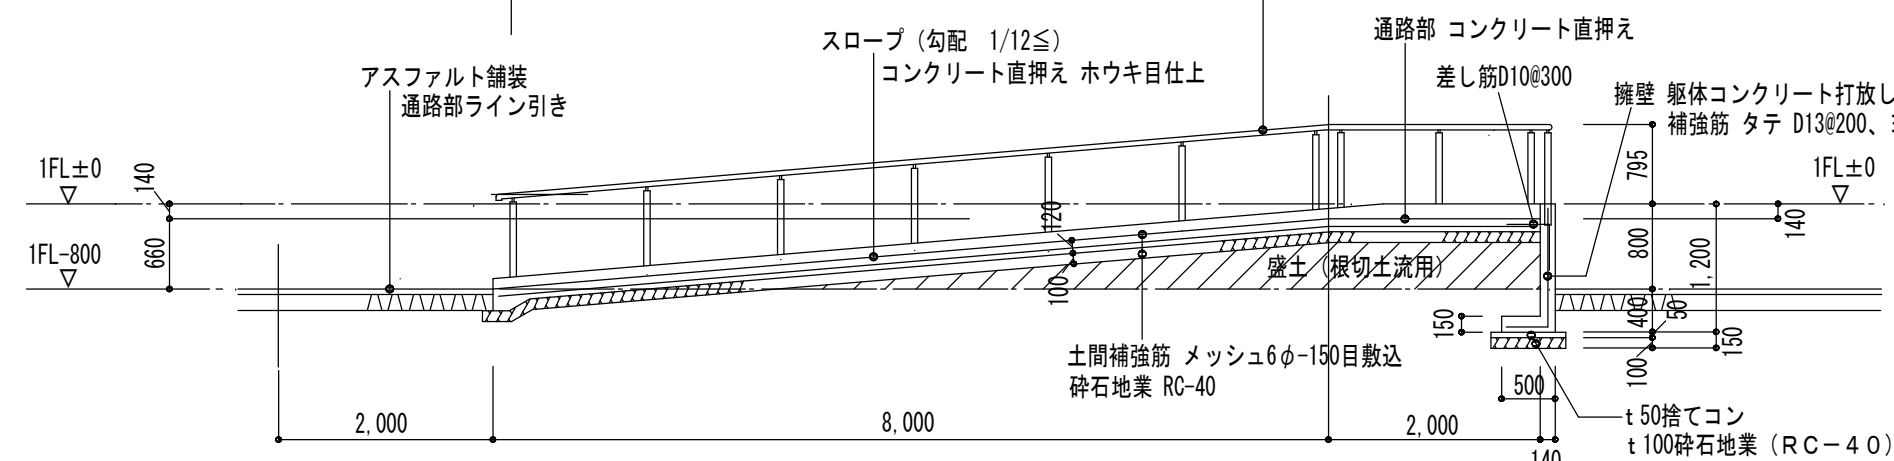 スロープ（勾配　1/12≦）
コンクリート直押え ホウキ目仕上
通路部 コンクリート直押え
アスファルト舗装
通路部ライン引き
差し筋D10@300
擁壁 躯体コンクリート打放し
補強筋 タテ D13@200、
1FL±0
140
660
1FL-800
120
100
盛土（根切土流用）
795
800
400
1,200
50
100
150
140
1FL±0
150
土間補強筋 メッシュ6φ-150目敷込
砕石地業 RC-40
500
t 50捨てコン
t 100砕石地業（ＲＣ－４０）
2,000
8,000
2,000
140